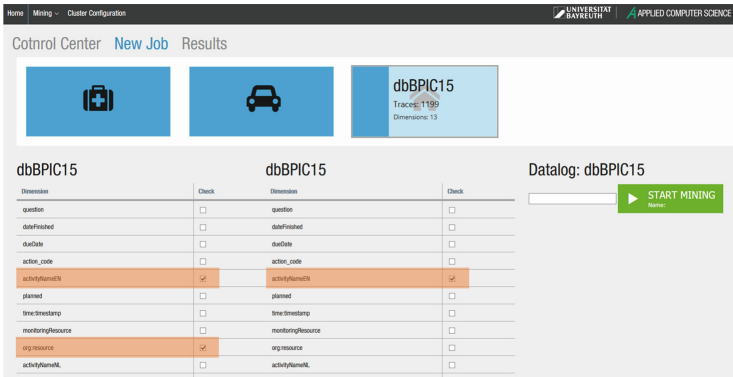 Home Mining Cluster Configuration
UNIVERSITÄT
BAYREUTH
APPLIED COMPUTER SCIENCE
Cotnrol Center New Job Results
dbBPIC15
Traces: 1199
Dimensions: 13
dbBPIC15 dbBPIC15 Datalog: dbBPIC15
Dimension Check Dimension Check
START MINING
Name:
question question
dateFinished dateFinished
dueDate dueDate
action_code action_code
activityNameEN activityNameEN
planned planned
time:timestamp time:timestamp
monitoringResource monitoringResource
org:resource org:resource
activityNameNL activityNameNL